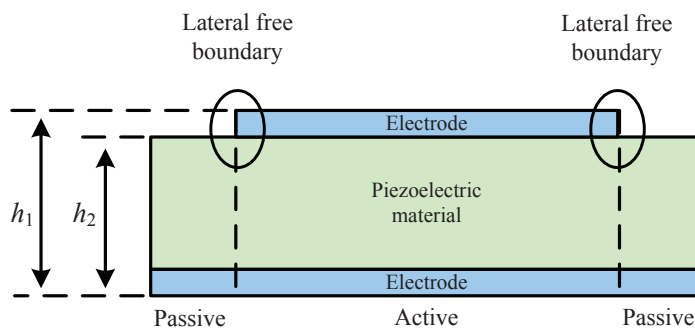 Lateral free
boundary
Lateral free
boundary
Electrode
h1
h2
Piezoelectric
material
Electrode
Passive
Active
Passive